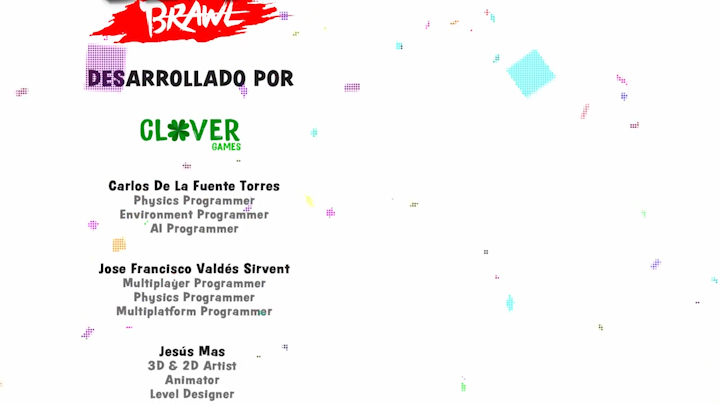 BRAWL
DESARROLLADO POR
CLOVER
GAMES
Carlos De La Fuente Torres
Physics Programmer
Environment Programmer
AI Programmer
Jose Francisco Valdés Sirvent
Multiplayer Programmer
Physics Programmer
Multiplatform Programmer
Jesús Mas
3D & 2D Artist
Animator
Level Designer